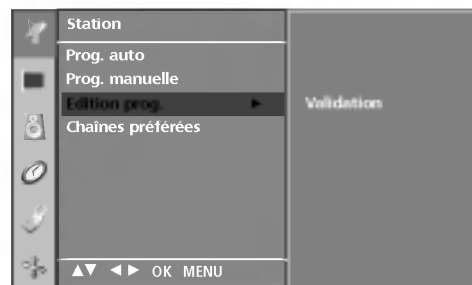 Station
Prog. auto
Prog. manuelle
Edition prog. ►
Validation
Chaînes préférées
▲▼ ◄► OK MENU